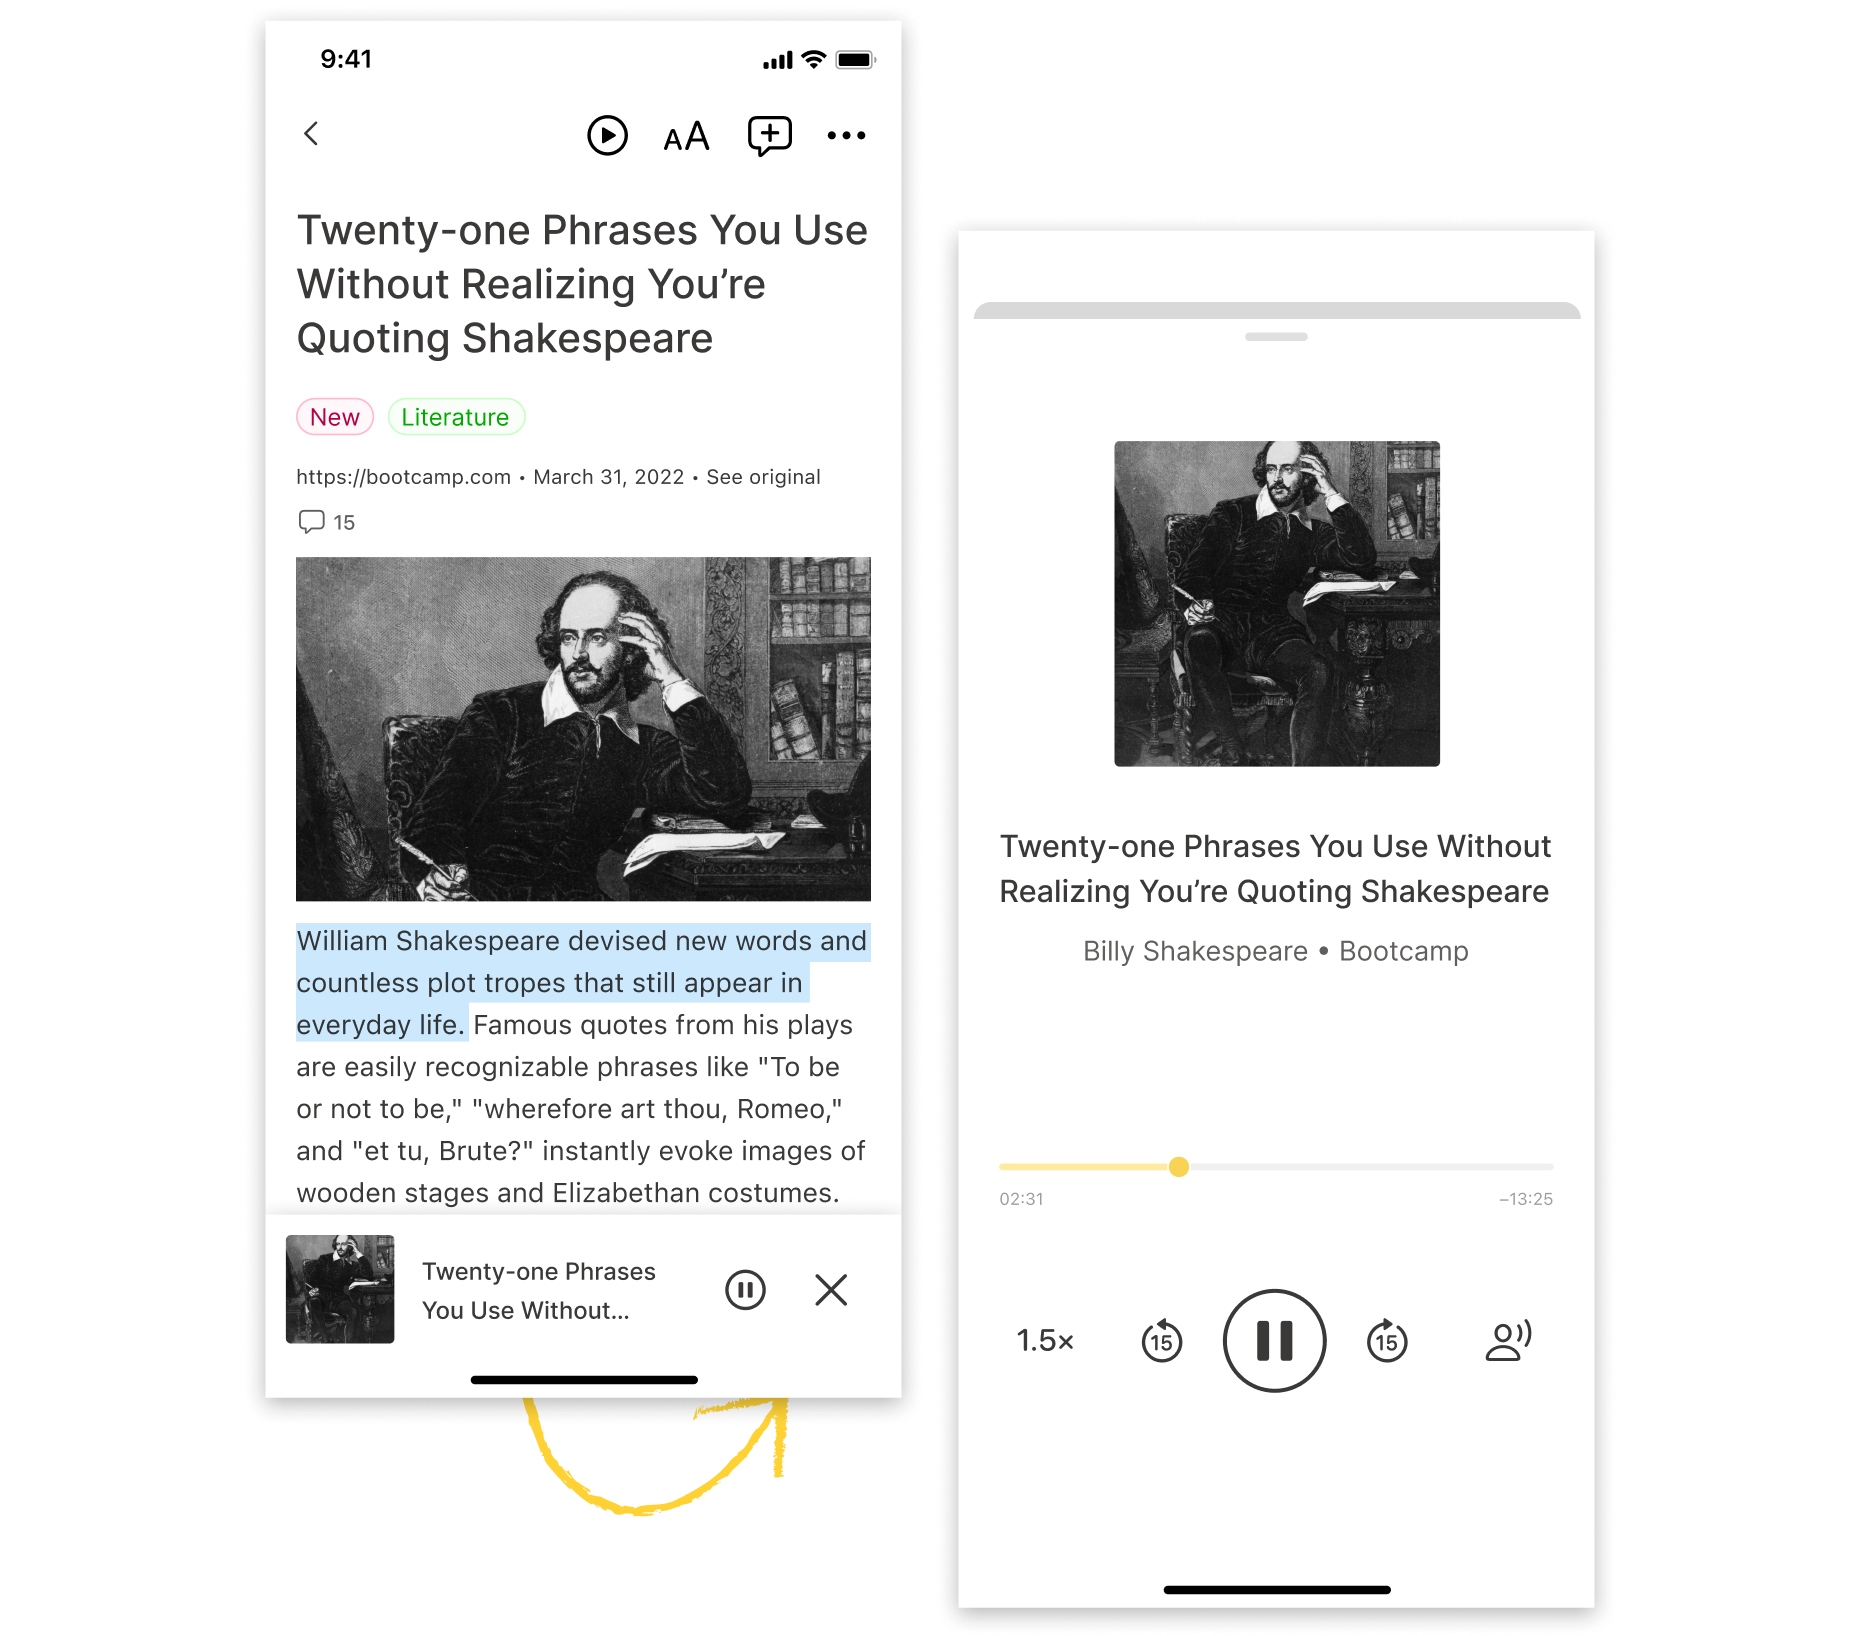 9:41
AA
Twenty-one Phrases You Use
Without Realizing You’re
Quoting Shakespeare
New
Literature
https://bootcamp.com • March 31, 2022 • See original
15
William Shakespeare devised new words and
countless plot tropes that still appear in
everyday life. Famous quotes from his plays
are easily recognizable phrases like "To be
or not to be," "wherefore art thou, Romeo,"
and "et tu, Brute?" instantly evoke images of
wooden stages and Elizabethan costumes.
Twenty-one Phrases
You Use Without...
Twenty-one Phrases You Use Without
Realizing You’re Quoting Shakespeare
Billy Shakespeare • Bootcamp
02:31
–13:25
1.5×
15
15